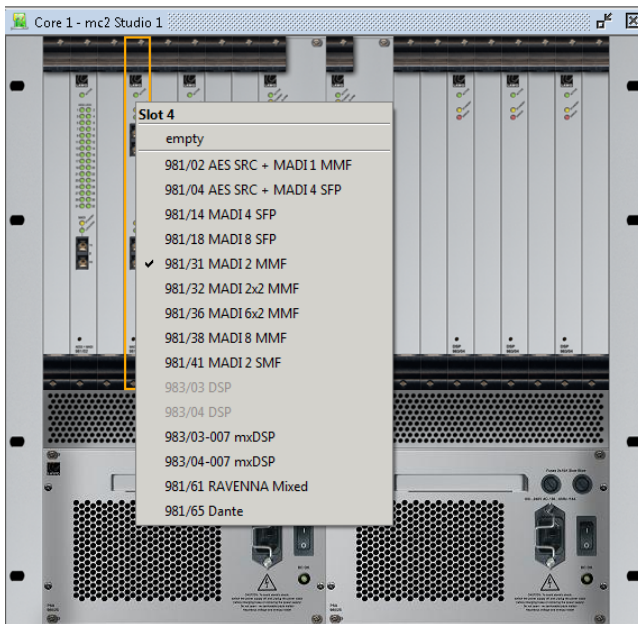 Core 1 - mc2 Studio 1
Slot 4
empty
981/02 AES SRC + MADI 1 MMF
981/04 AES SRC + MADI 4 SFP
981/14 MADI 4 SFP
981/18 MADI 8 SFP
981/31 MADI 2 MMF
981/32 MADI 2x2 MMF
981/36 MADI 6x2 MMF
981/38 MADI 8 MMF
981/41 MADI 2 SMF
983/03 DSP
983/04 DSP
983/03-007 mxDSP
983/04-007 mxDSP
981/61 RAVENNA Mixed
981/65 Dante